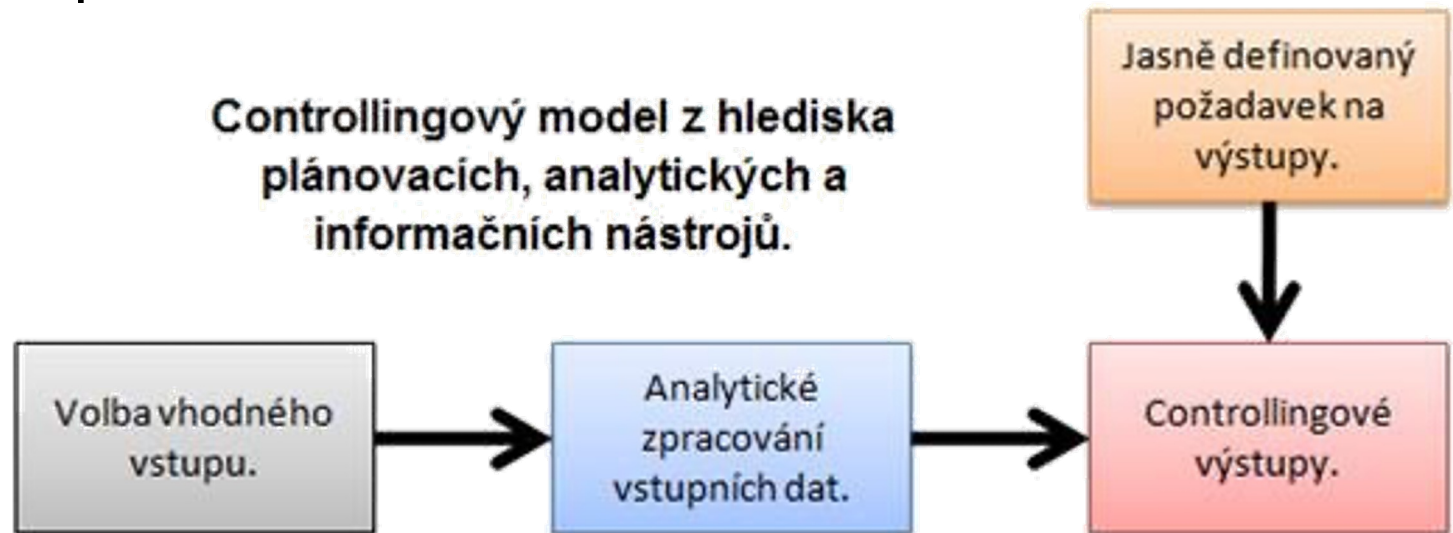 Controllingový model z hlediska
plánovacích, analytických a
informačních nástrojů.
Jasně definovaný
požadavek na
výstupy.
Volba vhodného
vstupu.
Analytické
zpracování
vstupních dat.
Controllingové
výstupy.